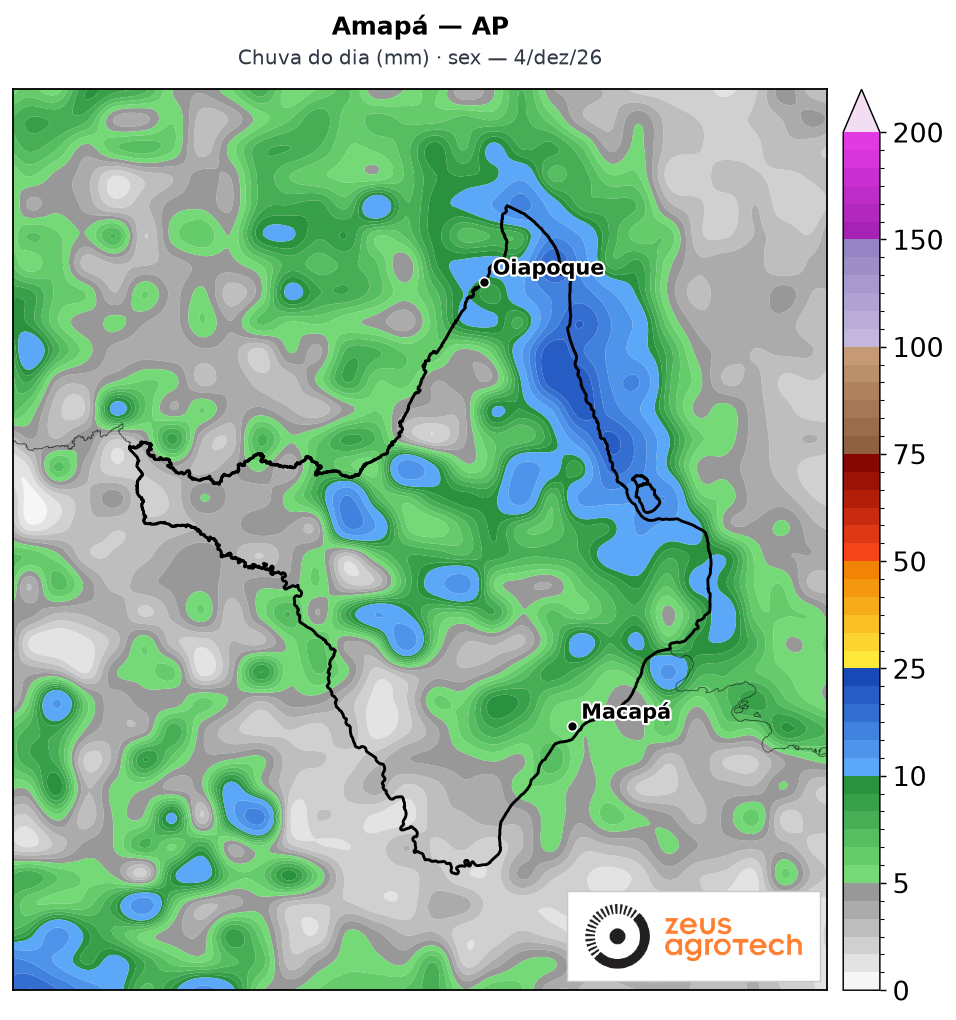 Amapá — AP
Chuva do dia (mm) · sex — 4/dez/26
200
150
100
75
50
25
10
5
0
Oiapoque
Macapá
zeus
agrotech